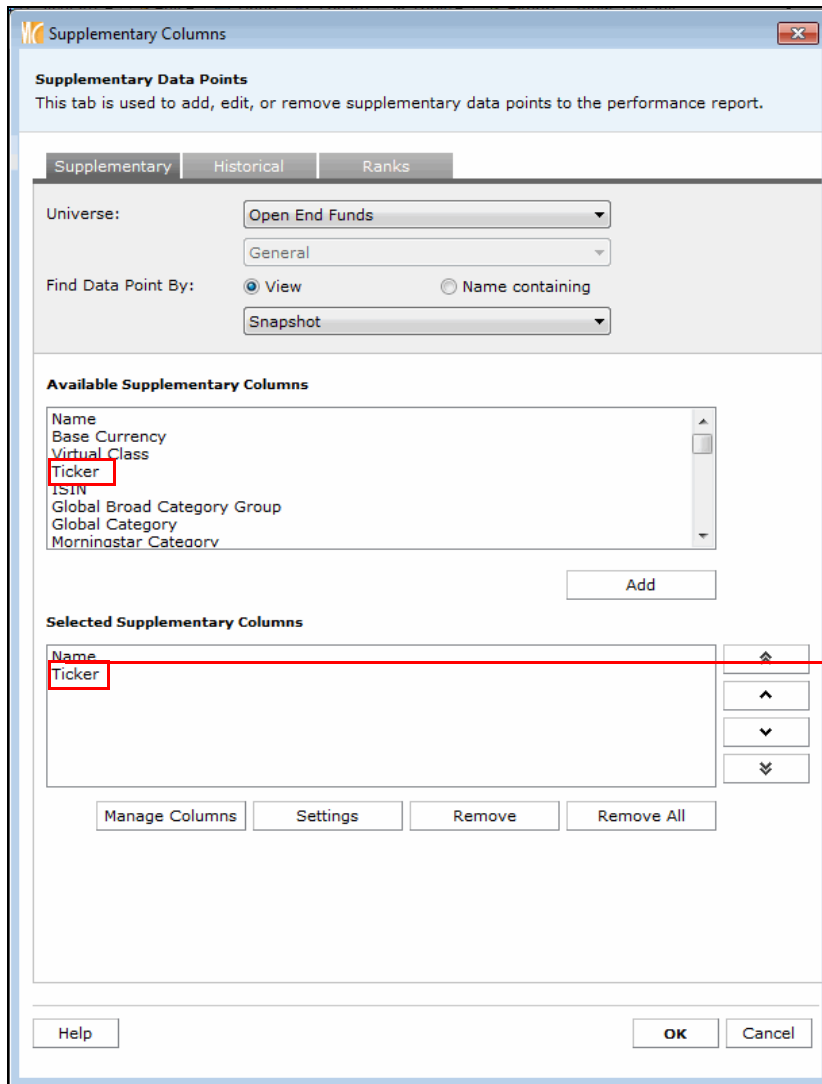 Supplementary Columns
Supplementary Data Points
This tab is used to add, edit, or remove supplementary data points to the performance report.
Supplementary Historical Ranks
Universe: Open End Funds
General
Find Data Point By: View Name containing
Snapshot
Available Supplementary Columns
Name
Base Currency
Virtual Class
Ticker
ISIN
Global Broad Category Group
Global Category
Morningstar Category
Add
Selected Supplementary Columns
Name
Ticker
Manage Columns Settings Remove Remove All
Help OK Cancel